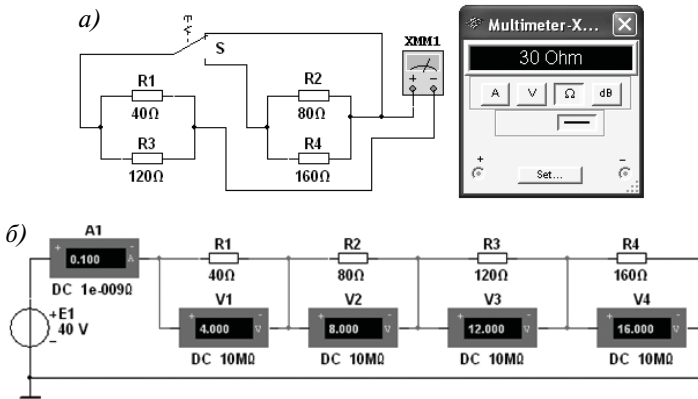 а)
S
XMM1
R1
40Ω
R2
80Ω
R3
120Ω
R4
160Ω
Multimeter-X...
30 Ohm
A V Ω dB
+ Set... −
б)
A1
0.100 A
DC 1e-009Ω
E1
40 V
R1
40Ω
R2
80Ω
R3
120Ω
R4
160Ω
V1
4.000 V
DC 10MΩ
V2
8.000 V
DC 10MΩ
V3
12.000 V
DC 10MΩ
V4
16.000 V
DC 10MΩ